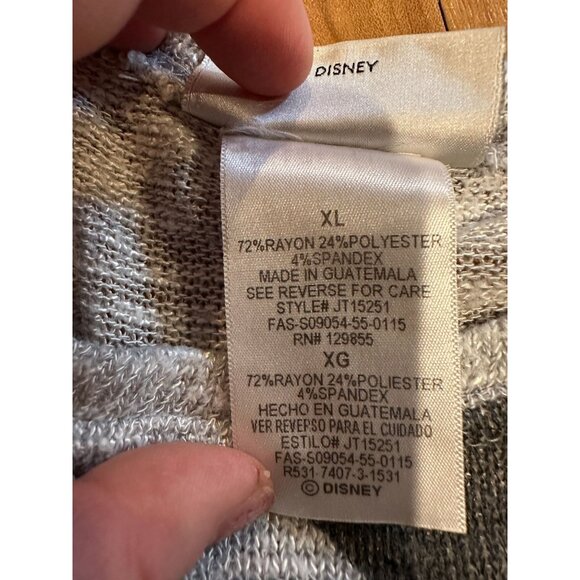 DISNEY
XL
72%RAYON 24%POLYESTER
4%SPANDEX
MADE IN GUATEMALA
SEE REVERSE FOR CARE
STYLE# JT15251
FAS-S09054-55-0115
RN# 129855
XG
72%RAYON 24%POLIESTER
4%SPANDEX
HECHO EN GUATEMALA
VER REVERSO PARA EL CUIDADO
ESTILO# JT15251
FAS-S09054-55-0115
R531-7407-3-1531
© DISNEY